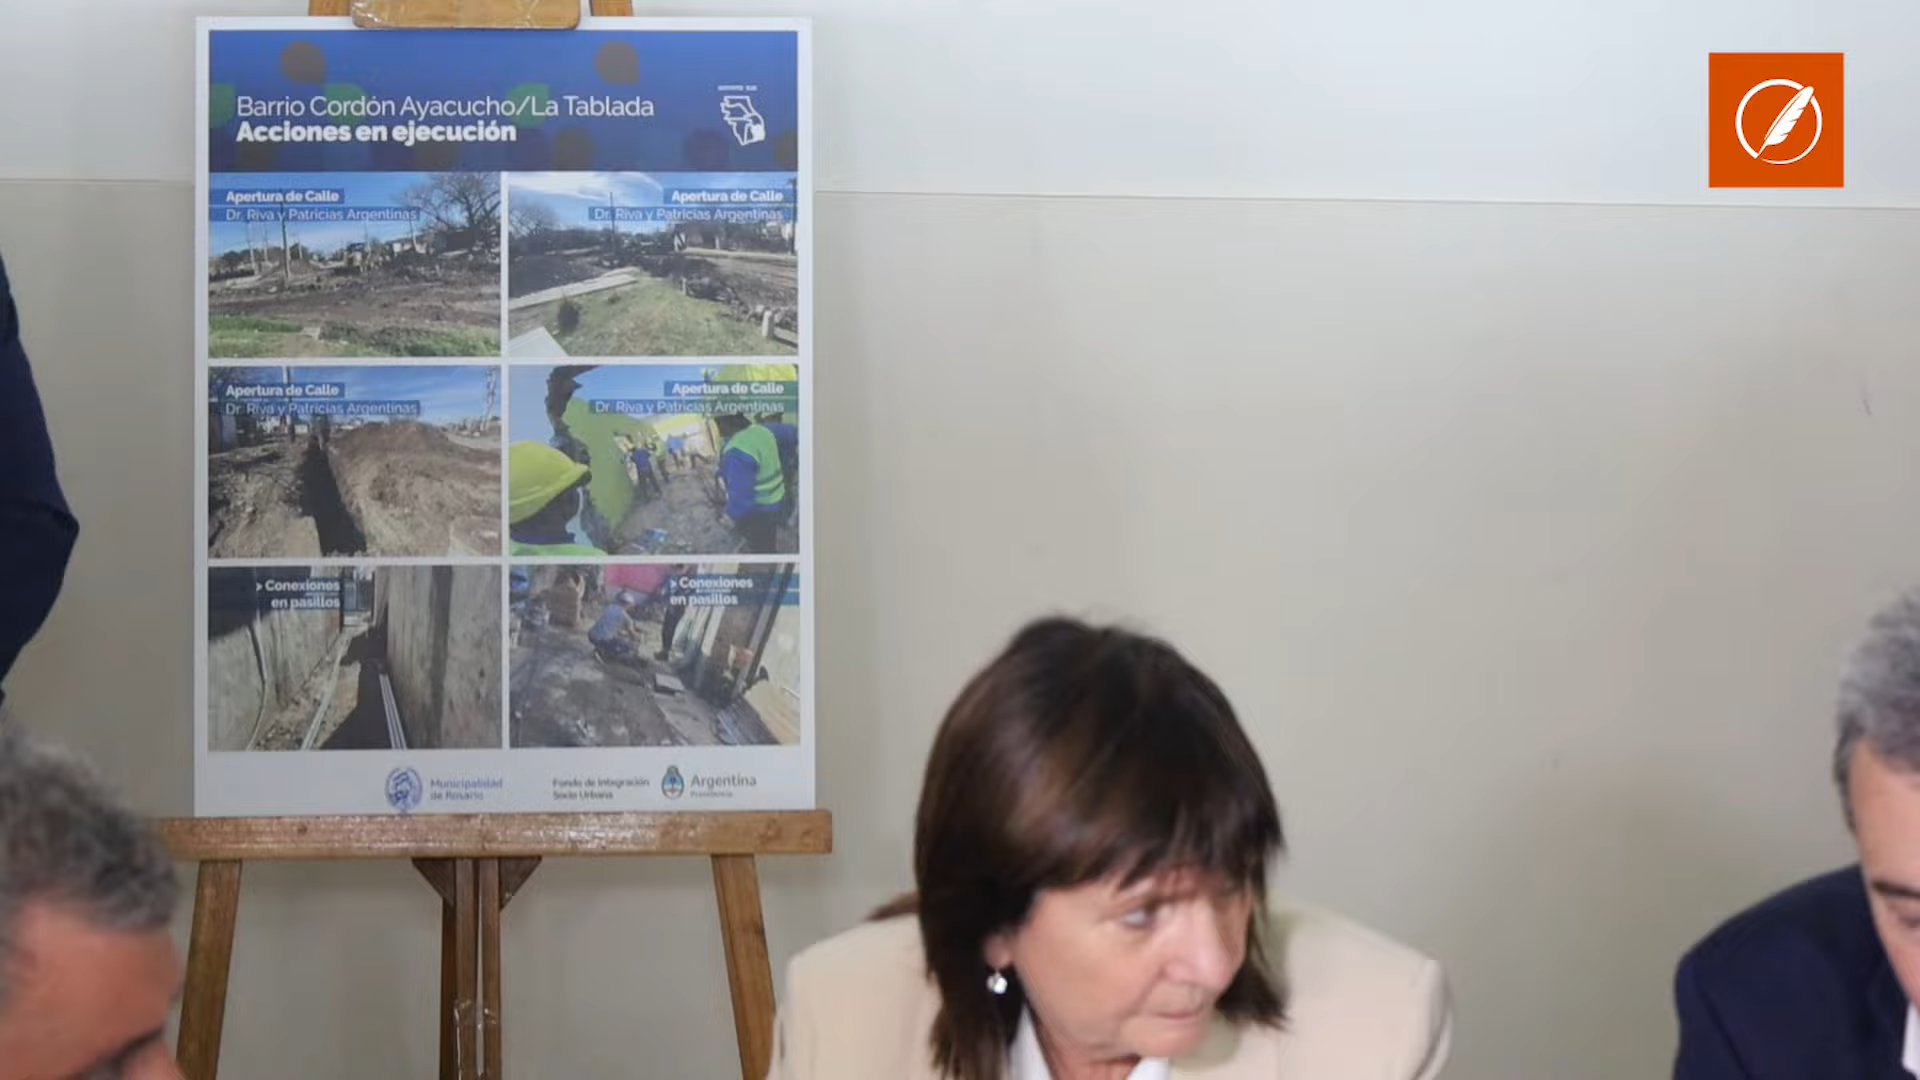 Barrio Cordón Ayacucho/La Tablada
Acciones en ejecución
Apertura de Calle
Dr. Riva y Patricias Argentinas
Apertura de Calle
Dr. Riva y Patricias Argentinas
Apertura de Calle
Dr. Riva y Patricias Argentinas
Apertura de Calle
Dr. Riva y Patricias Argentinas
> Conexiones
en pasillos
> Conexiones
en pasillos
Municipalidad
de Rosario
Fondo de Integración
Socio Urbana
Argentina
Presidencia